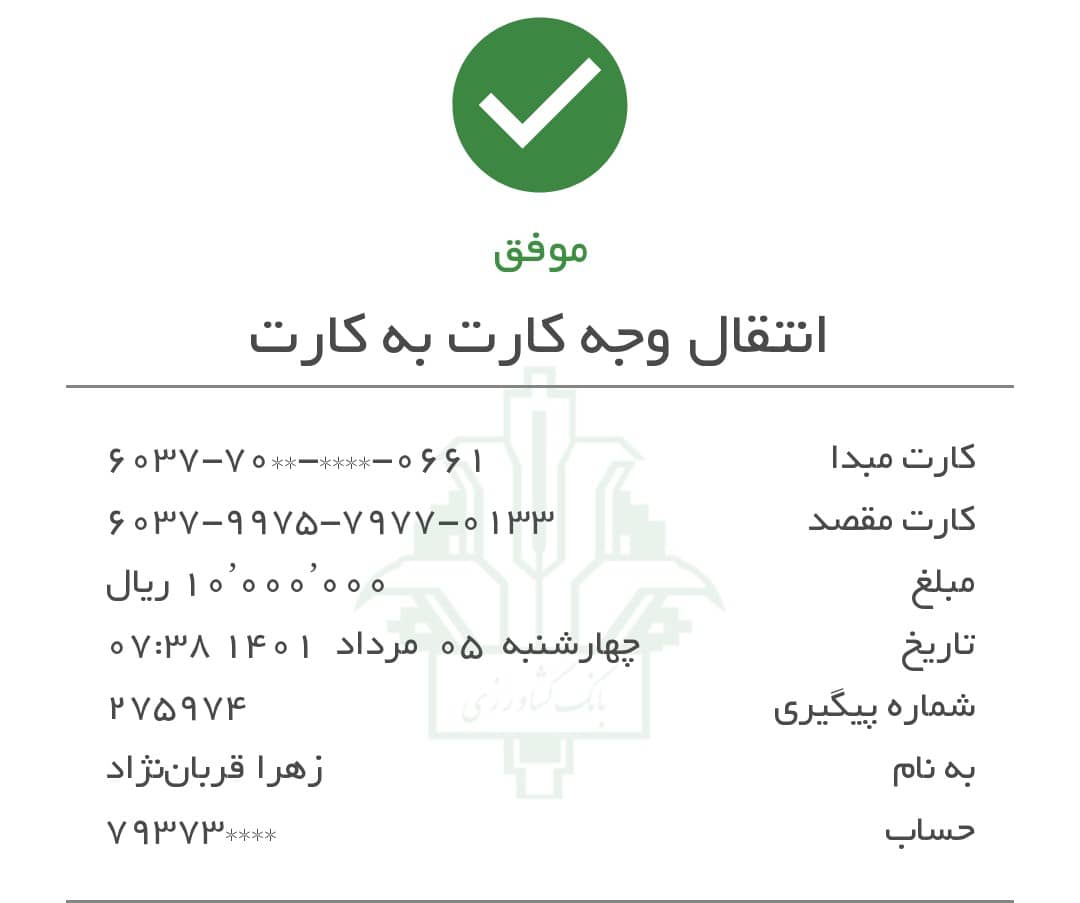 موفق
انتقال وجه کارت به کارت
کارت مبدا ۶۰۳۷-۷۰**-****-۰۶۶۱
کارت مقصد ۶۰۳۷-۹۹۷۵-۷۹۷۷-۰۱۳۳
مبلغ ۱۰٬۰۰۰٬۰۰۰ ریال
تاریخ چهارشنبه ۰۵ مرداد ۱۴۰۱ ۰۷:۳۸
شماره پیگیری ۲۷۵۹۷۴
به نام زهرا قربان‌نژاد
حساب ۷۹۳۷۳****
بانک کشاورزی